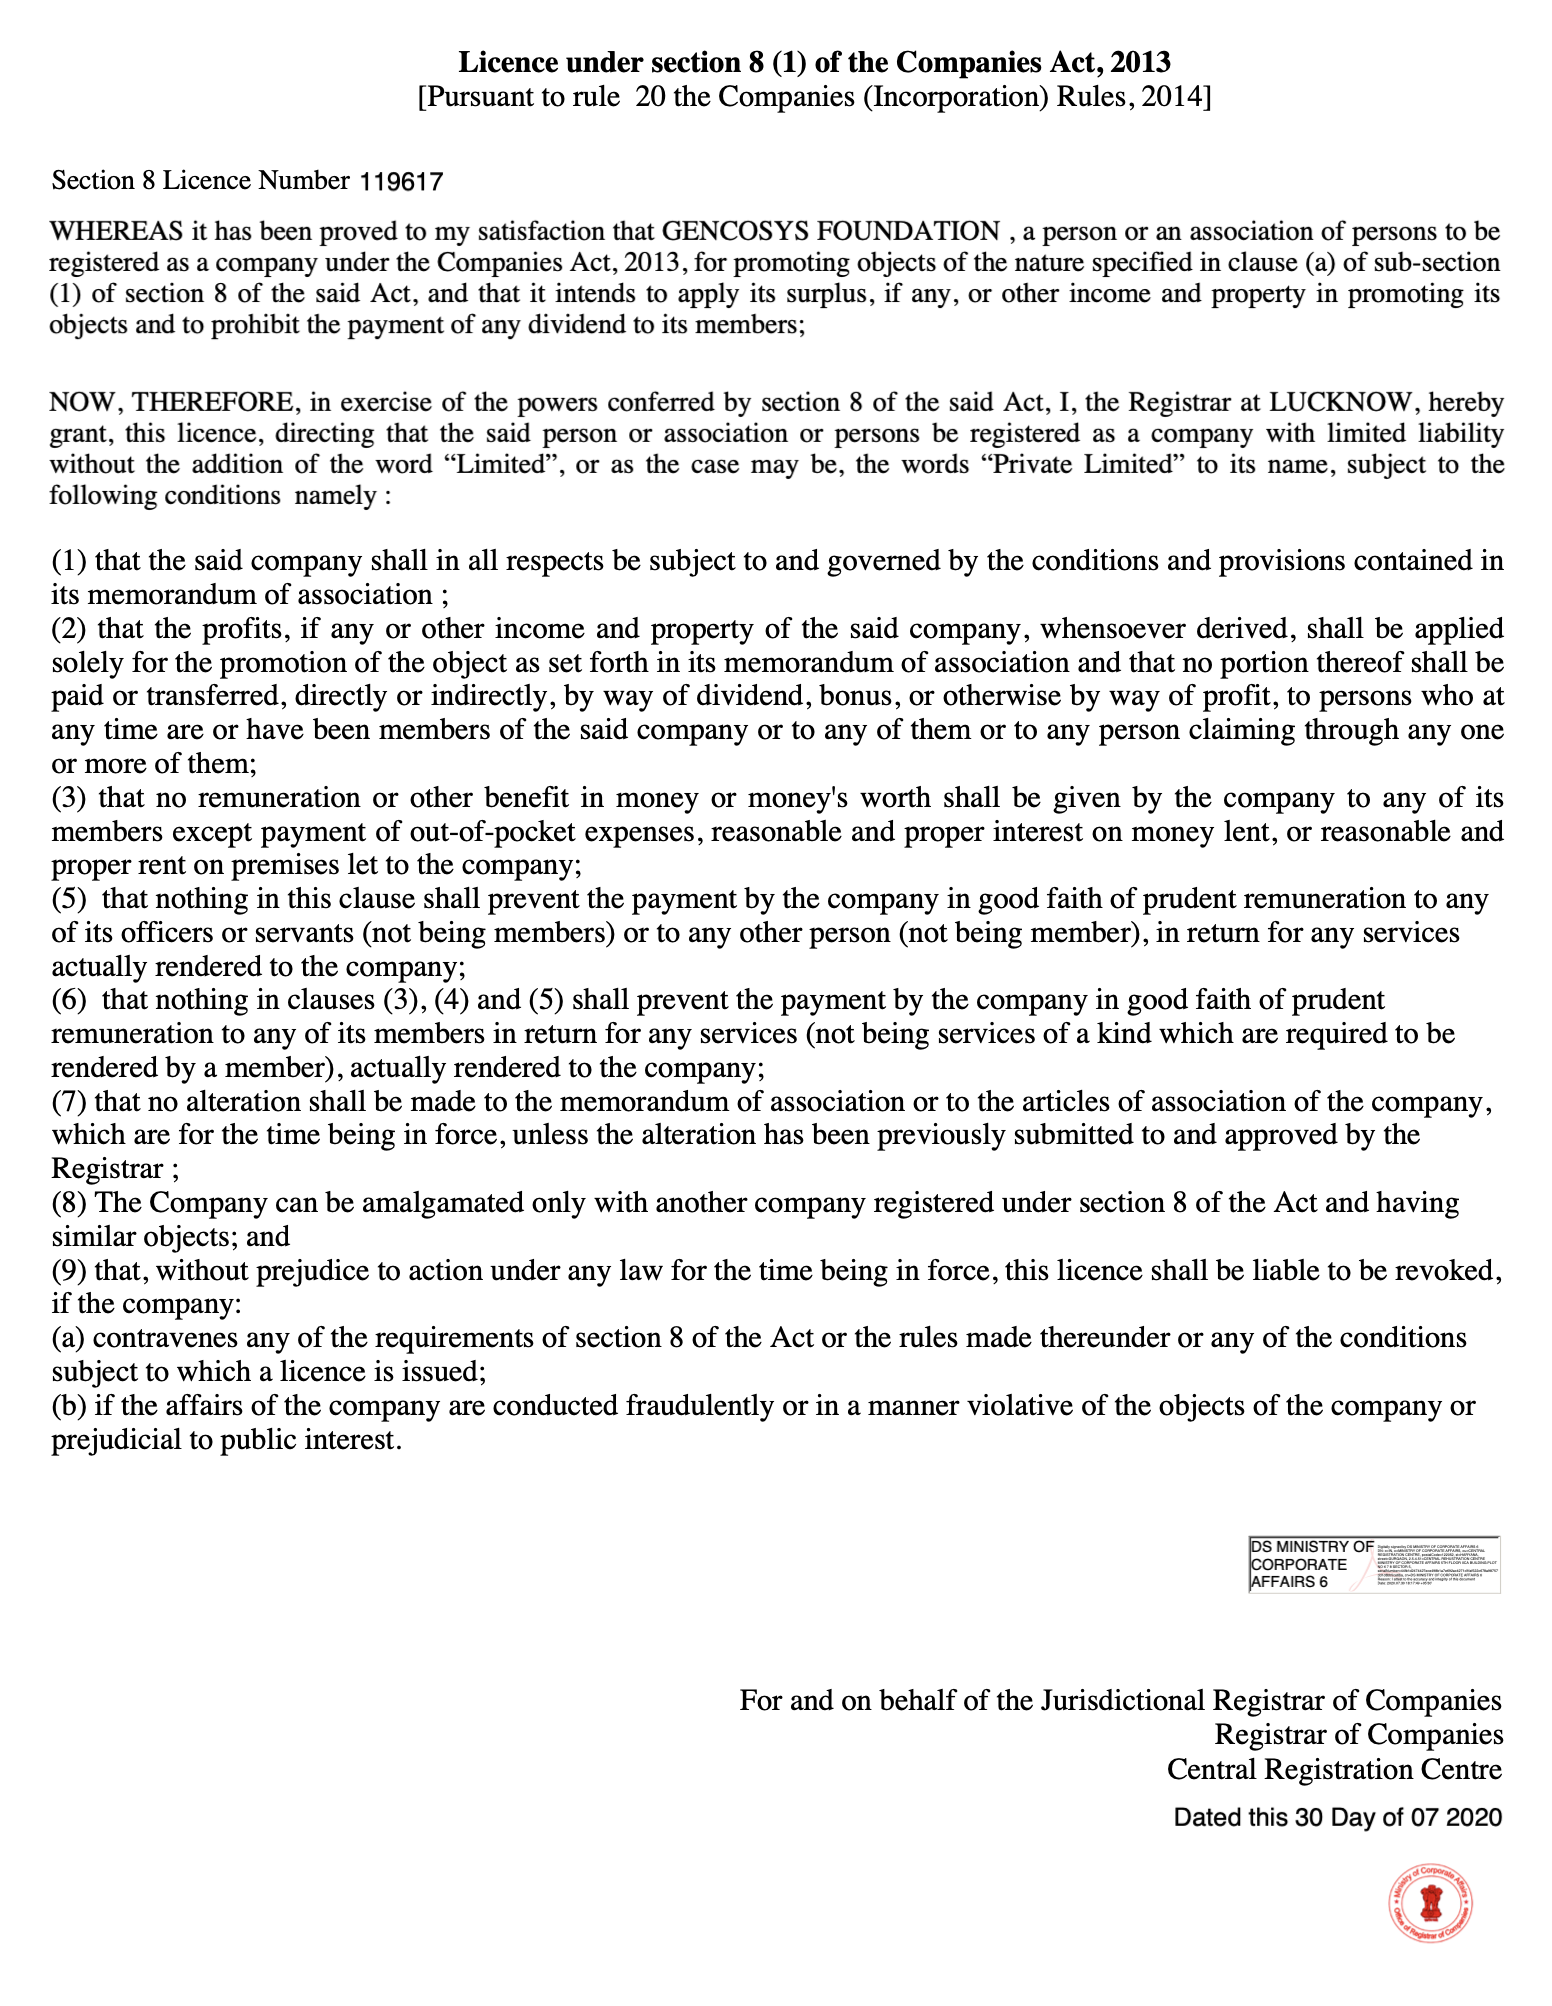 Licence under section 8 (1) of the Companies Act, 2013
[Pursuant to rule  20 the Companies (Incorporation) Rules, 2014]
Section 8 Licence Number 119617
WHEREAS it has been proved to my satisfaction that GENCOSYS FOUNDATION , a person or an association of persons to be
registered as a company under the Companies Act, 2013, for promoting objects of the nature specified in clause (a) of sub-section
(1) of section 8 of the said Act, and that it intends to apply its surplus, if any, or other income and property in promoting its
objects and to prohibit the payment of any dividend to its members;
NOW, THEREFORE, in exercise of the powers conferred by section 8 of the said Act, I, the Registrar at LUCKNOW, hereby
grant, this licence, directing that the said person or association or persons be registered as a company with limited liability
without the addition of the word “Limited”, or as the case may be, the words “Private Limited” to its name, subject to the
following conditions  namely :
(1) that the said company shall in all respects be subject to and governed by the conditions and provisions contained in
its memorandum of association ;
(2) that the profits, if any or other income and property of the said company, whensoever derived, shall be applied
solely for the promotion of the object as set forth in its memorandum of association and that no portion thereof shall be
paid or transferred, directly or indirectly, by way of dividend, bonus, or otherwise by way of profit, to persons who at
any time are or have been members of the said company or to any of them or to any person claiming through any one
or more of them;
(3) that no remuneration or other benefit in money or money's worth shall be given by the company to any of its
members except payment of out-of-pocket expenses, reasonable and proper interest on money lent, or reasonable and
proper rent on premises let to the company;
(5)  that nothing in this clause shall prevent the payment by the company in good faith of prudent remuneration to any
of its officers or servants (not being members) or to any other person (not being member), in return for any services
actually rendered to the company;
(6)  that nothing in clauses (3), (4) and (5) shall prevent the payment by the company in good faith of prudent
remuneration to any of its members in return for any services (not being services of a kind which are required to be
rendered by a member), actually rendered to the company;
(7) that no alteration shall be made to the memorandum of association or to the articles of association of the company,
which are for the time being in force, unless the alteration has been previously submitted to and approved by the
Registrar ;
(8) The Company can be amalgamated only with another company registered under section 8 of the Act and having
similar objects; and
(9) that, without prejudice to action under any law for the time being in force, this licence shall be liable to be revoked,
if the company:
(a) contravenes any of the requirements of section 8 of the Act or the rules made thereunder or any of the conditions
subject to which a licence is issued;
(b) if the affairs of the company are conducted fraudulently or in a manner violative of the objects of the company or
prejudicial to public interest.
DS MINISTRY OF
CORPORATE
AFFAIRS 6
For and on behalf of the Jurisdictional Registrar of Companies
Registrar of Companies
Central Registration Centre
Dated this 30 Day of 07 2020
Ministry of Corporate Affairs
Office of Registrar of Companies